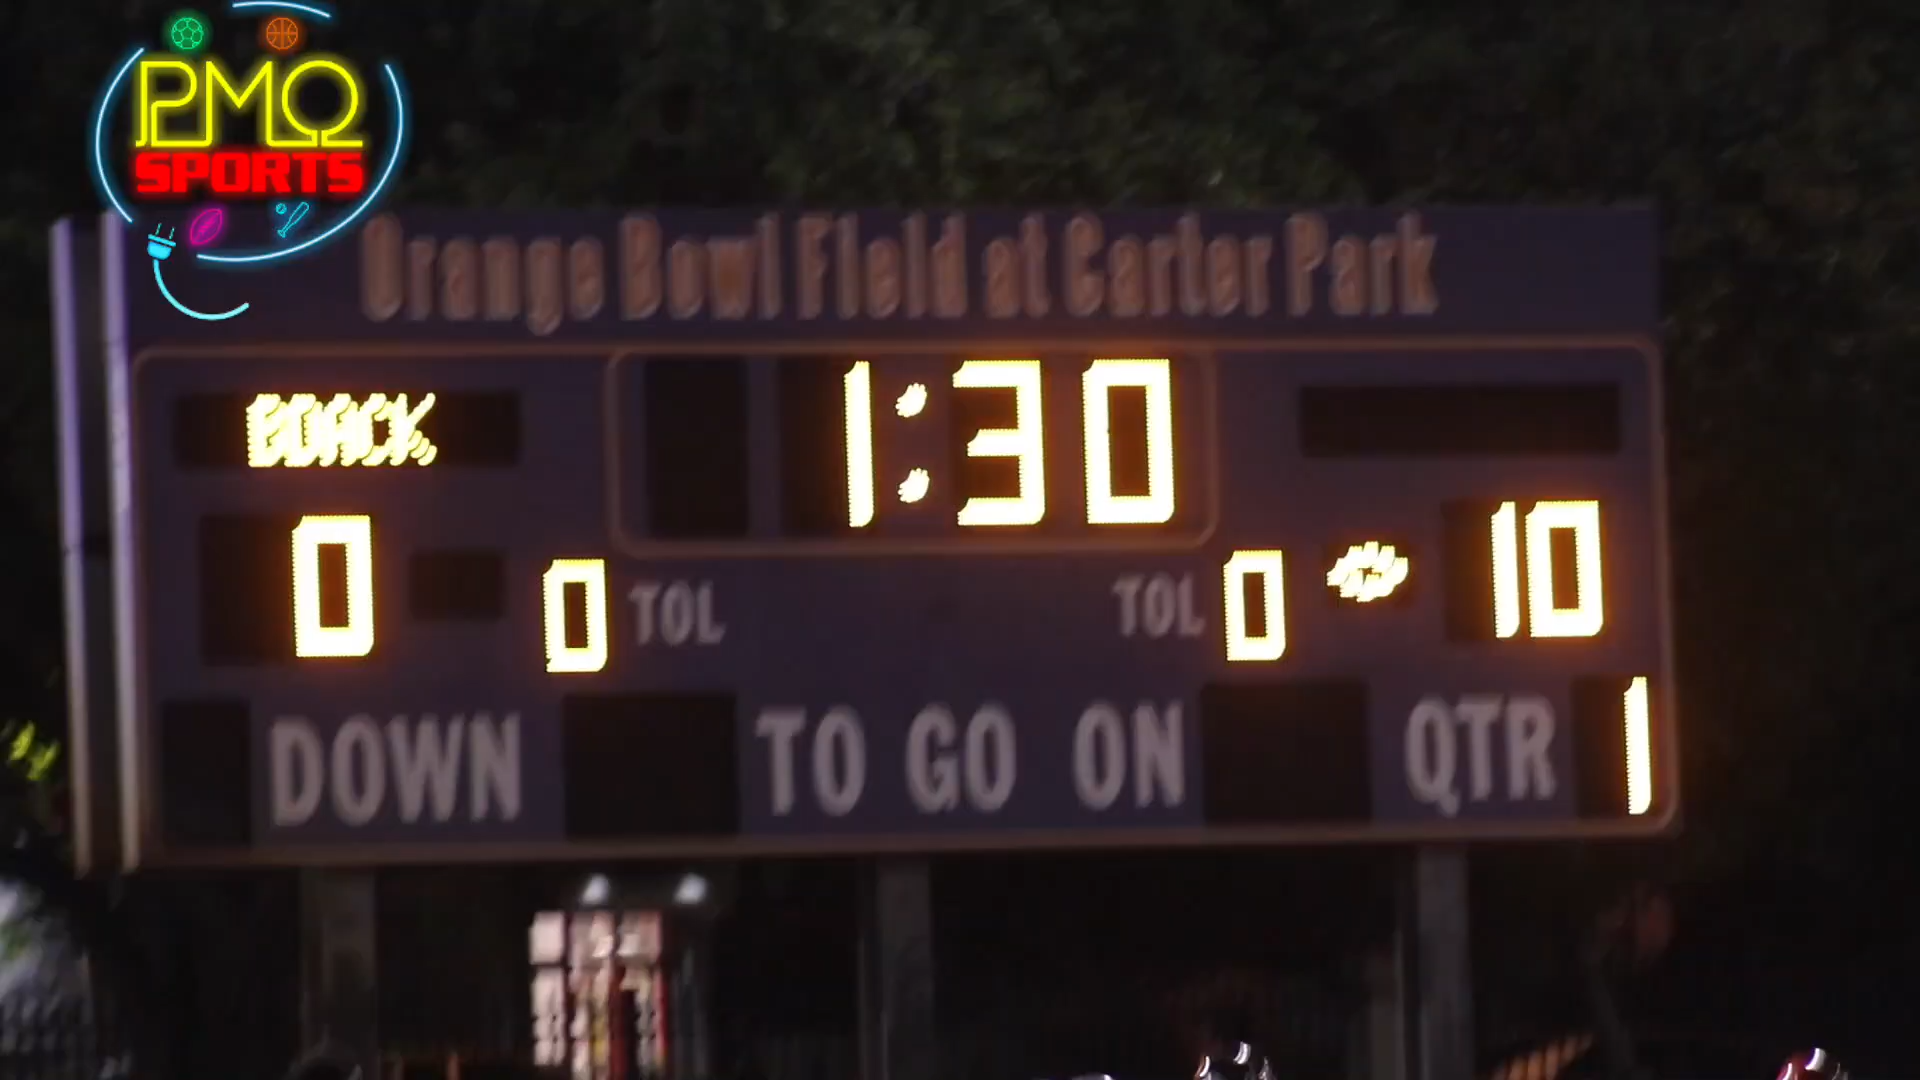 PMQ
SPORTS
Orange Bowl Field at Carter Park
1:30
0
0 TOL
TOL 0
10
DOWN TO GO ON QTR 1